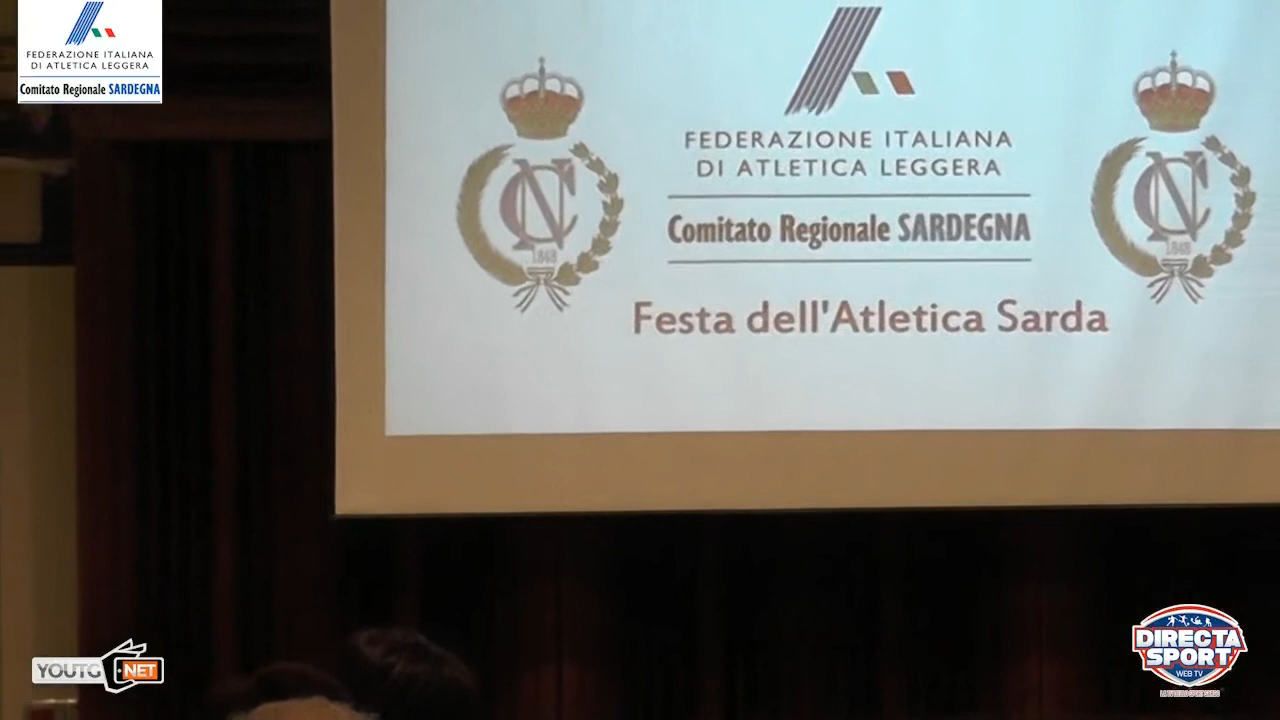 FEDERAZIONE ITALIANA
DI ATLETICA LEGGERA
Comitato Regionale SARDEGNA
FEDERAZIONE ITALIANA
DI ATLETICA LEGGERA
Comitato Regionale SARDEGNA
Festa dell'Atletica Sarda
CN
1848
CN
1848
YOUTG
.NET
DIRECTA
SPORT
WEB TV